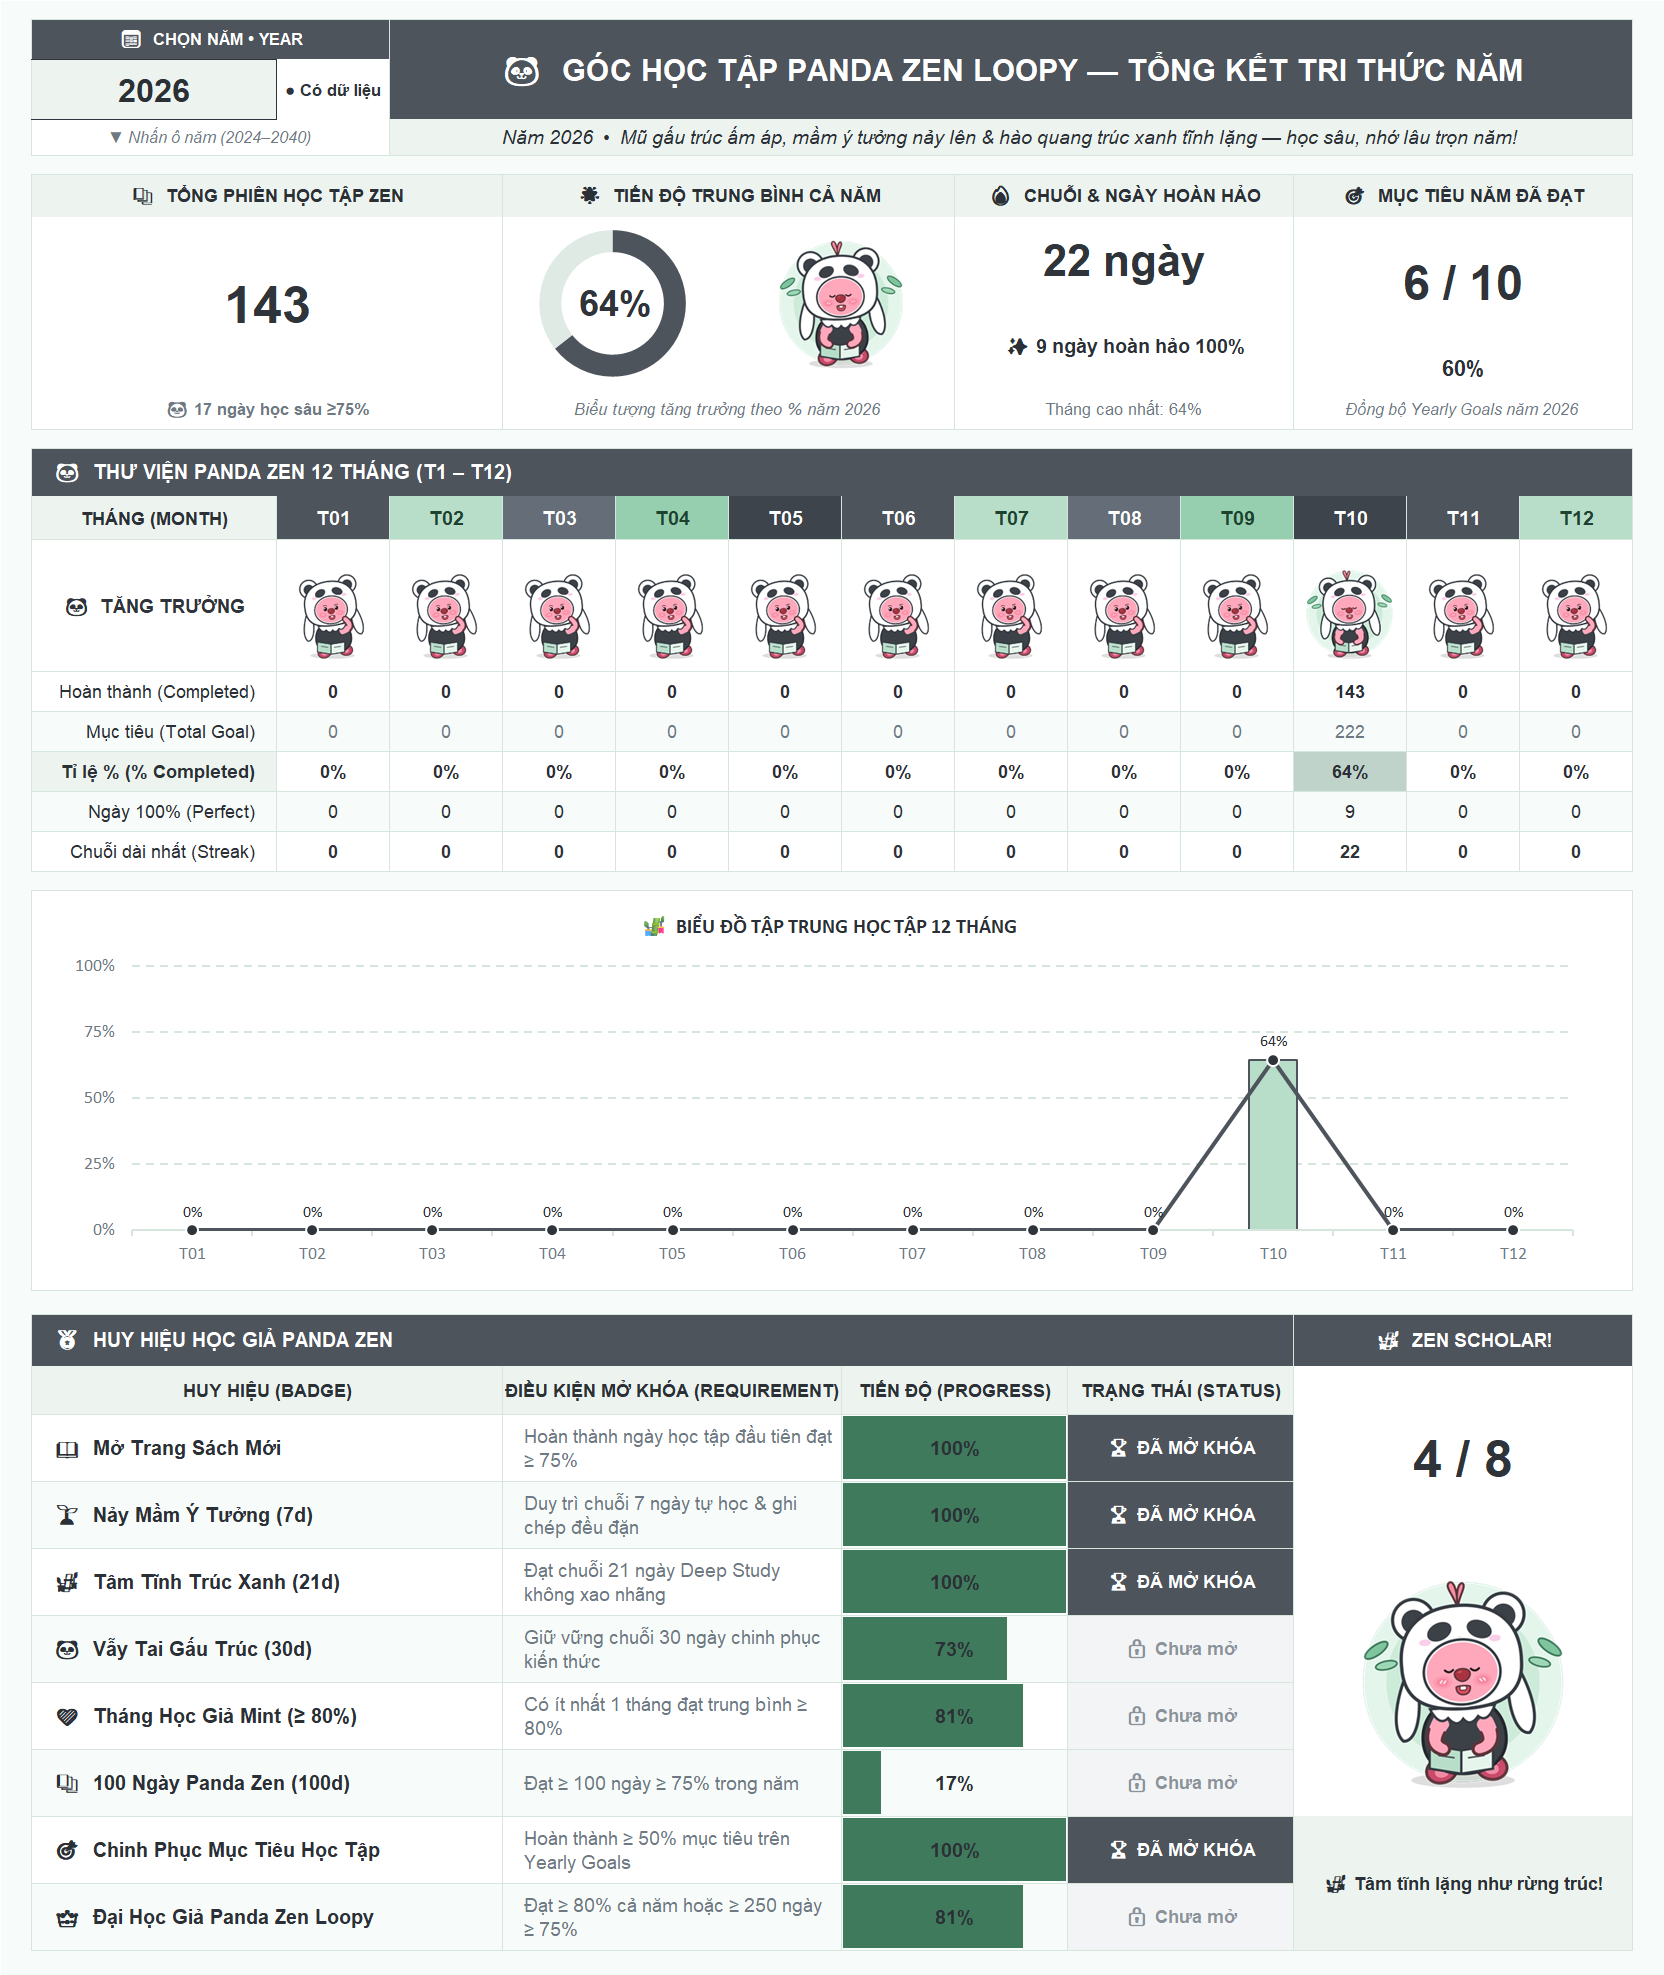 CHỌN NĂM • YEAR
2026
● Có dữ liệu
▼ Nhấn ô năm (2024–2040)
GÓC HỌC TẬP PANDA ZEN LOOPY — TỔNG KẾT TRI THỨC NĂM
Năm 2026 • Mũ gấu trúc ấm áp, mầm ý tưởng nảy lên & hào quang trúc xanh tĩnh lặng — học sâu, nhớ lâu trọn năm!
TỔNG PHIÊN HỌC TẬP ZEN
143
17 ngày học sâu ≥75%
TIẾN ĐỘ TRUNG BÌNH CẢ NĂM
64%
Biểu tượng tăng trưởng theo % năm 2026
CHUỖI & NGÀY HOÀN HẢO
22 ngày
9 ngày hoàn hảo 100%
Tháng cao nhất: 64%
MỤC TIÊU NĂM ĐÃ ĐẠT
6 / 10
60%
Đồng bộ Yearly Goals năm 2026
THƯ VIỆN PANDA ZEN 12 THÁNG (T1 – T12)
THÁNG (MONTH) T01 T02 T03 T04 T05 T06 T07 T08 T09 T10 T11 T12
TĂNG TRƯỞNG
Hoàn thành (Completed) 0 0 0 0 0 0 0 0 0 143 0 0
Mục tiêu (Total Goal) 0 0 0 0 0 0 0 0 0 222 0 0
Tỉ lệ % (% Completed) 0% 0% 0% 0% 0% 0% 0% 0% 0% 64% 0% 0%
Ngày 100% (Perfect) 0 0 0 0 0 0 0 0 0 9 0 0
Chuỗi dài nhất (Streak) 0 0 0 0 0 0 0 0 0 22 0 0
BIỂU ĐỒ TẬP TRUNG HỌC TẬP 12 THÁNG
100%
75%
64%
50%
25%
0% 0% 0% 0% 0% 0% 0% 0% 0% 0% 0%
0%
T01 T02 T03 T04 T05 T06 T07 T08 T09 T10 T11 T12
HUY HIỆU HỌC GIẢ PANDA ZEN
HUY HIỆU (BADGE) ĐIỀU KIỆN MỞ KHÓA (REQUIREMENT) TIẾN ĐỘ (PROGRESS) TRẠNG THÁI (STATUS)
Mở Trang Sách Mới
Hoàn thành ngày học tập đầu tiên đạt
≥ 75%
100%
ĐÃ MỞ KHÓA
Nảy Mầm Ý Tưởng (7d)
Duy trì chuỗi 7 ngày tự học & ghi
chép đều đặn
100%
ĐÃ MỞ KHÓA
Tâm Tĩnh Trúc Xanh (21d)
Đạt chuỗi 21 ngày Deep Study
không xao nhãng
100%
ĐÃ MỞ KHÓA
Vẫy Tai Gấu Trúc (30d)
Giữ vững chuỗi 30 ngày chinh phục
kiến thức
73%
Chưa mở
Tháng Học Giả Mint (≥ 80%)
Có ít nhất 1 tháng đạt trung bình ≥
80%
81%
Chưa mở
100 Ngày Panda Zen (100d)
Đạt ≥ 100 ngày ≥ 75% trong năm
17%
Chưa mở
Chinh Phục Mục Tiêu Học Tập
Hoàn thành ≥ 50% mục tiêu trên
Yearly Goals
100%
ĐÃ MỞ KHÓA
Đại Học Giả Panda Zen Loopy
Đạt ≥ 80% cả năm hoặc ≥ 250 ngày
≥ 75%
81%
Chưa mở
ZEN SCHOLAR!
4 / 8
Tâm tĩnh lặng như rừng trúc!